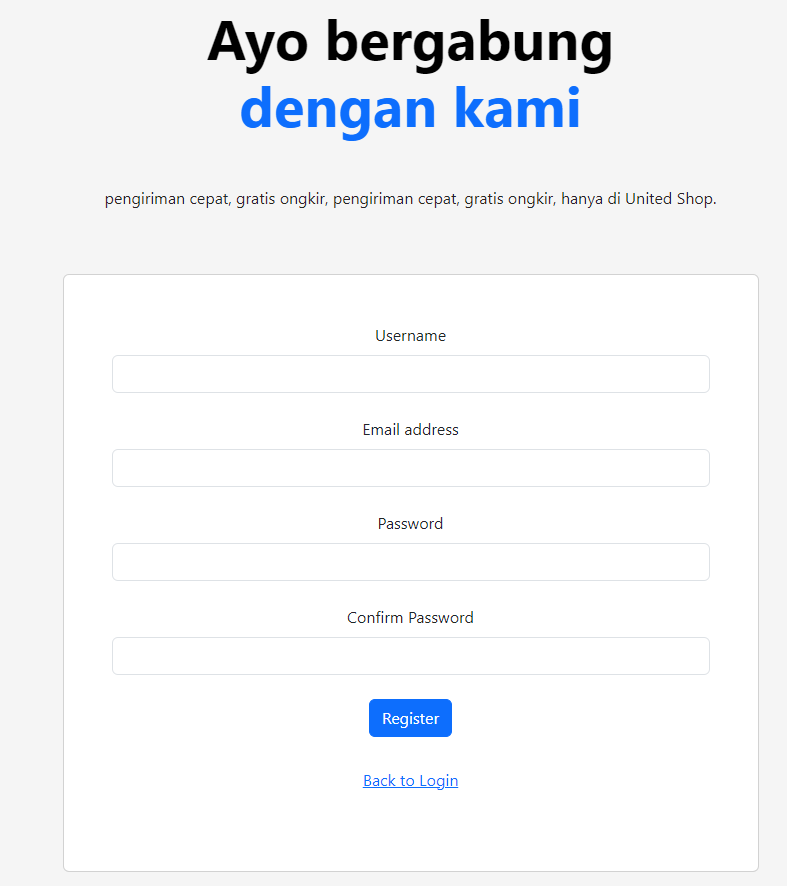 Ayo bergabung
dengan kami
pengiriman cepat, gratis ongkir, pengiriman cepat, gratis ongkir, hanya di United Shop.
Username
Email address
Password
Confirm Password
Register
Back to Login